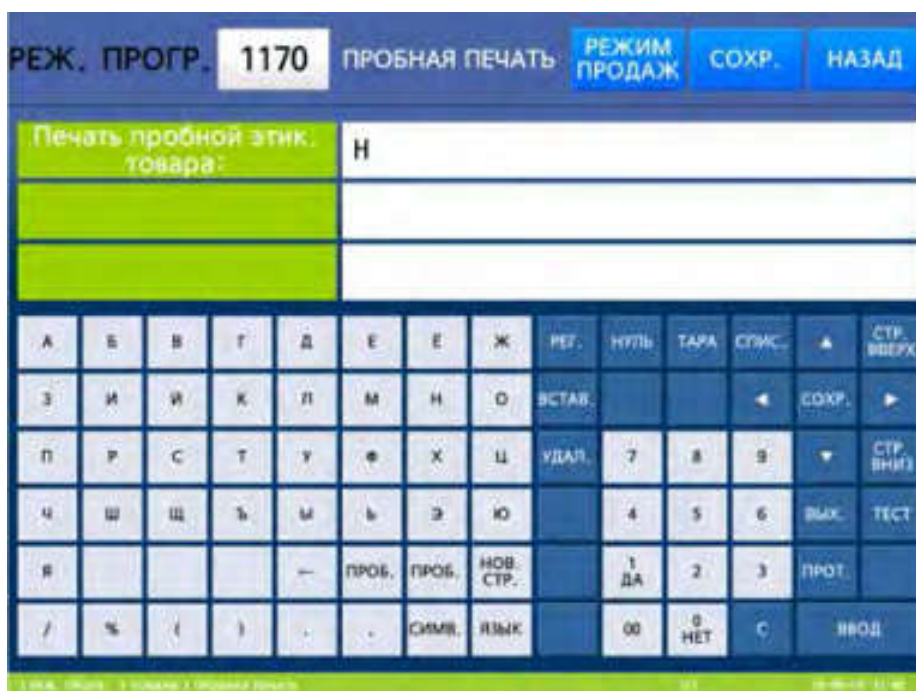 РЕЖ. ПРОГР. 1170 ПРОБНАЯ ПЕЧАТЬ РЕЖИМ ПРОДАЖ СОХР. НАЗАД
Печать пробной этик. товара: Н
А Б В Г Д Е Ё Ж РЕГ. НУЛЬ ТАРА СПИС. ▲ СТР. ВВЕРХ
З И Й К Л М Н О ВСТАВ. ◄ СОХР. ►
П Р С Т У Ф Х Ц УДАЛ. 7 8 9 ▼ СТР. ВНИЗ
Ч Ш Щ Ъ Ы Ь Э Ю 4 5 6 ВЫХ. ТЕСТ
Я ← ПРОБ. ПРОБ. НОВ. СТР. 1 ДА 2 3 ПРОТ.
/ % ( ) СИМВ. ЯЗЫК 00 0 НЕТ C ВВОД